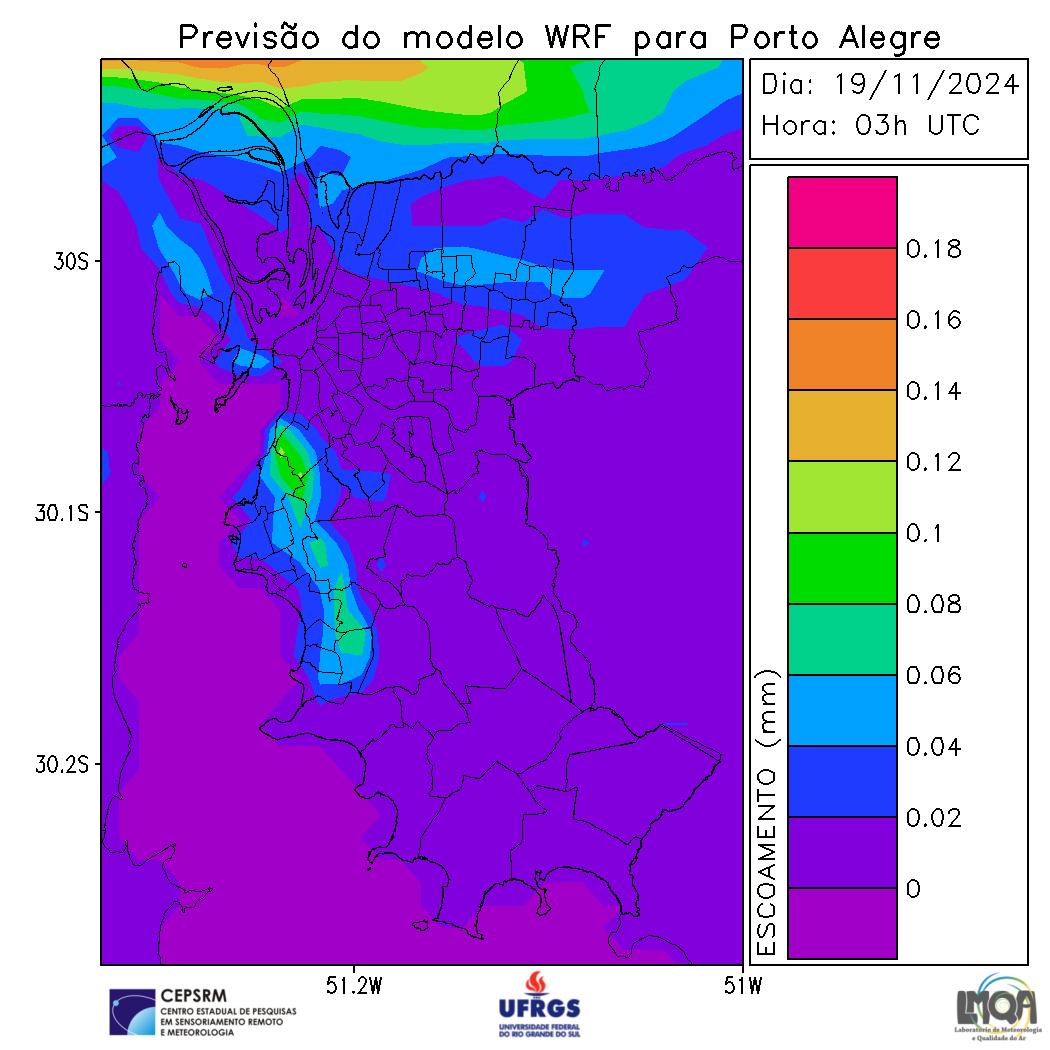 Previsão do modelo WRF para Porto Alegre
Dia: 19/11/2024
Hora: 03h UTC
30S
30.1S
30.2S
51.2W
51W
ESCOAMENTO (mm)
0.18
0.16
0.14
0.12
0.1
0.08
0.06
0.04
0.02
0
CEPSRM
CENTRO ESTADUAL DE PESQUISAS
EM SENSORIAMENTO REMOTO
E METEOROLOGIA
UFRGS
UNIVERSIDADE FEDERAL
DO RIO GRANDE DO SUL
LMQA
Laboratório de Meteorologia
e Qualidade do Ar